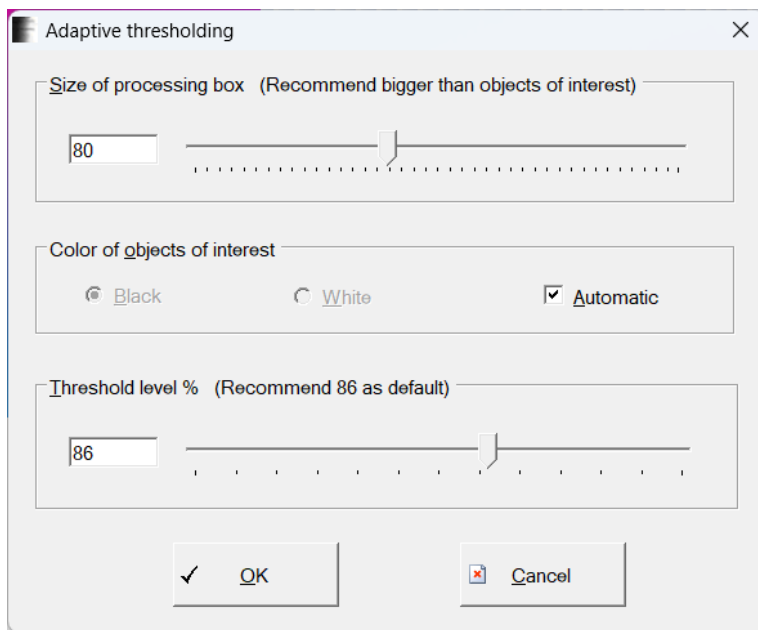 Adaptive thresholding
Size of processing box (Recommend bigger than objects of interest)
80
Color of objects of interest
Black White Automatic
Threshold level % (Recommend 86 as default)
86
OK Cancel